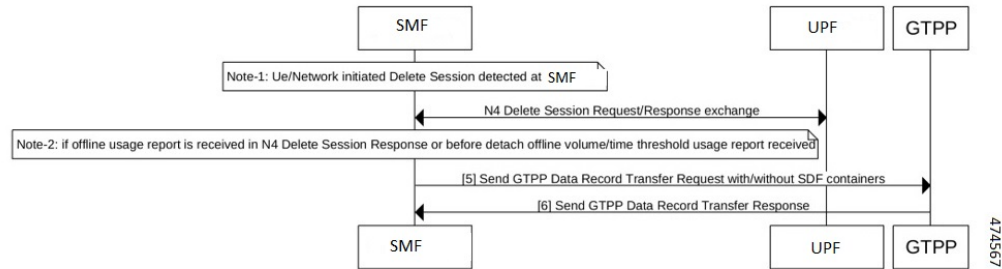 SMF
UPF
GTPP
Note-1: Ue/Network initiated Delete Session detected at SMF
N4 Delete Session Request/Response exchange
Note-2: if offline usage report is received in N4 Delete Session Response or before detach offline volume/time threshold usage report received
[5] Send GTPP Data Record Transfer Request with/without SDF containers
[6] Send GTPP Data Record Transfer Response
SMF
UPF
GTPP
474567